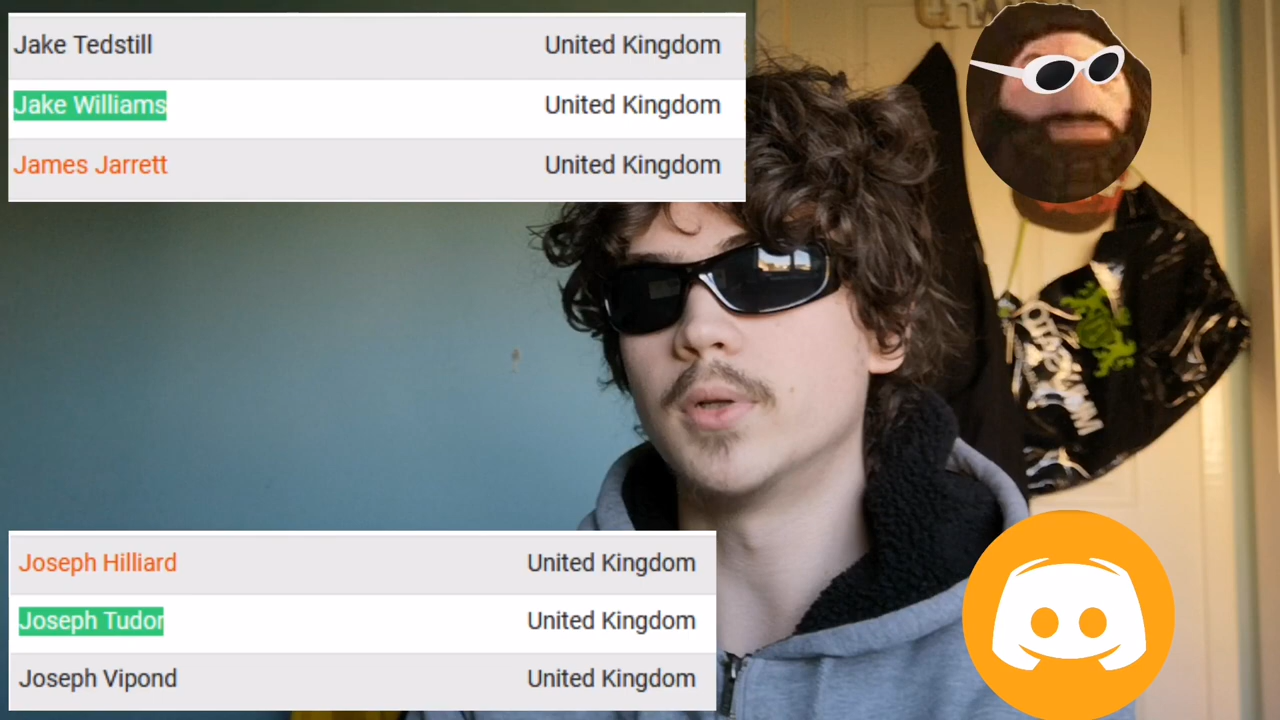 Jake Tedstill United Kingdom
Jake Williams United Kingdom
James Jarrett United Kingdom
Joseph Hilliard United Kingdom
Joseph Tudor United Kingdom
Joseph Vipond United Kingdom